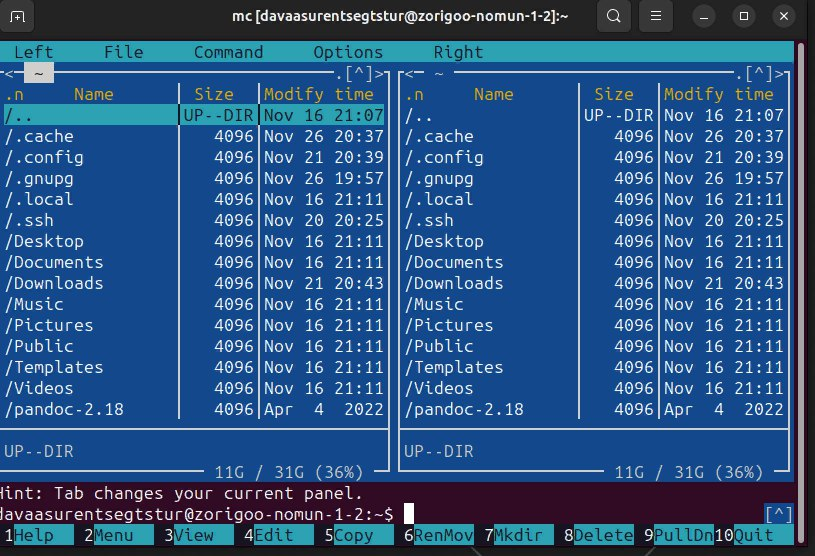 mc [davaasurentsegtstur@zorigoo-nomun-1-2]:~
Left File Command Options Right
<- ~ .[^]> <- ~ .[^]>
.n Name Size Modify time .n Name Size Modify time
/.. UP--DIR Nov 16 21:07 /.. UP--DIR Nov 16 21:07
/.cache 4096 Nov 26 20:37 /.cache 4096 Nov 26 20:37
/.config 4096 Nov 21 20:39 /.config 4096 Nov 21 20:39
/.gnupg 4096 Nov 26 19:57 /.gnupg 4096 Nov 26 19:57
/.local 4096 Nov 16 21:11 /.local 4096 Nov 16 21:11
/.ssh 4096 Nov 20 20:25 /.ssh 4096 Nov 20 20:25
/Desktop 4096 Nov 16 21:11 /Desktop 4096 Nov 16 21:11
/Documents 4096 Nov 16 21:11 /Documents 4096 Nov 16 21:11
/Downloads 4096 Nov 21 20:43 /Downloads 4096 Nov 21 20:43
/Music 4096 Nov 16 21:11 /Music 4096 Nov 16 21:11
/Pictures 4096 Nov 16 21:11 /Pictures 4096 Nov 16 21:11
/Public 4096 Nov 16 21:11 /Public 4096 Nov 16 21:11
/Templates 4096 Nov 16 21:11 /Templates 4096 Nov 16 21:11
/Videos 4096 Nov 16 21:11 /Videos 4096 Nov 16 21:11
/pandoc-2.18 4096 Apr 4 2022 /pandoc-2.18 4096 Apr 4 2022
UP--DIR UP--DIR
11G / 31G (36%) 11G / 31G (36%)
Hint: Tab changes your current panel.
davaasurentsegtstur@zorigoo-nomun-1-2:~$ [^]
1Help 2Menu 3View 4Edit 5Copy 6RenMov 7Mkdir 8Delete 9PullDn 10Quit